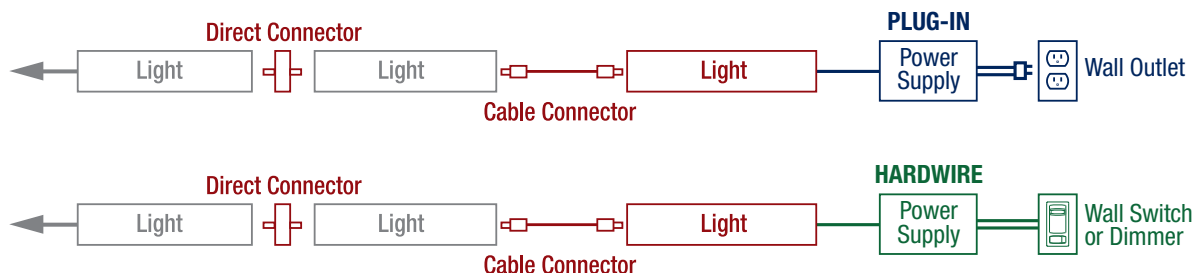 PLUG-IN
Direct Connector
Light
Light
Light
Power
Supply
Wall Outlet
Cable Connector
HARDWIRE
Direct Connector
Light
Light
Light
Power
Supply
Wall Switch
or Dimmer
Cable Connector